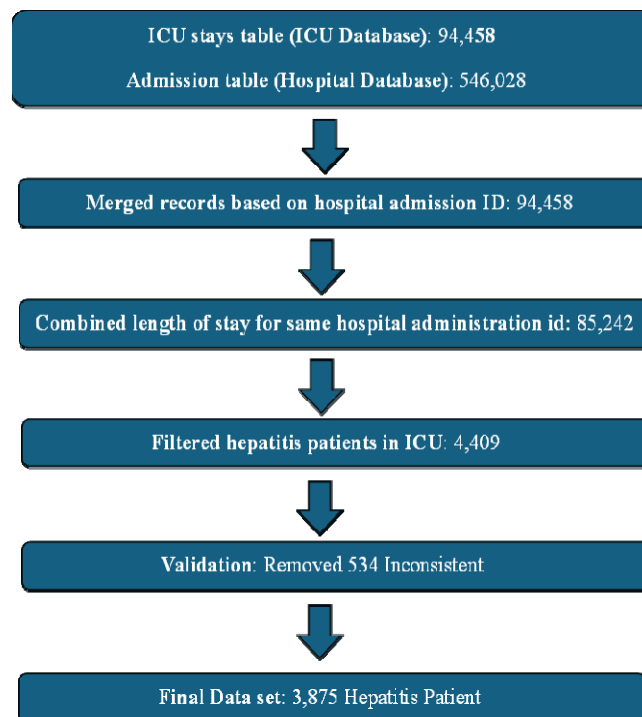 ICU stays table (ICU Database): 94,458
Admission table (Hospital Database): 546,028
Merged records based on hospital admission ID: 94,458
Combined length of stay for same hospital administration id: 85,242
Filtered hepatitis patients in ICU: 4,409
Validation: Removed 534 Inconsistent
Final Data set: 3,875 Hepatitis Patient